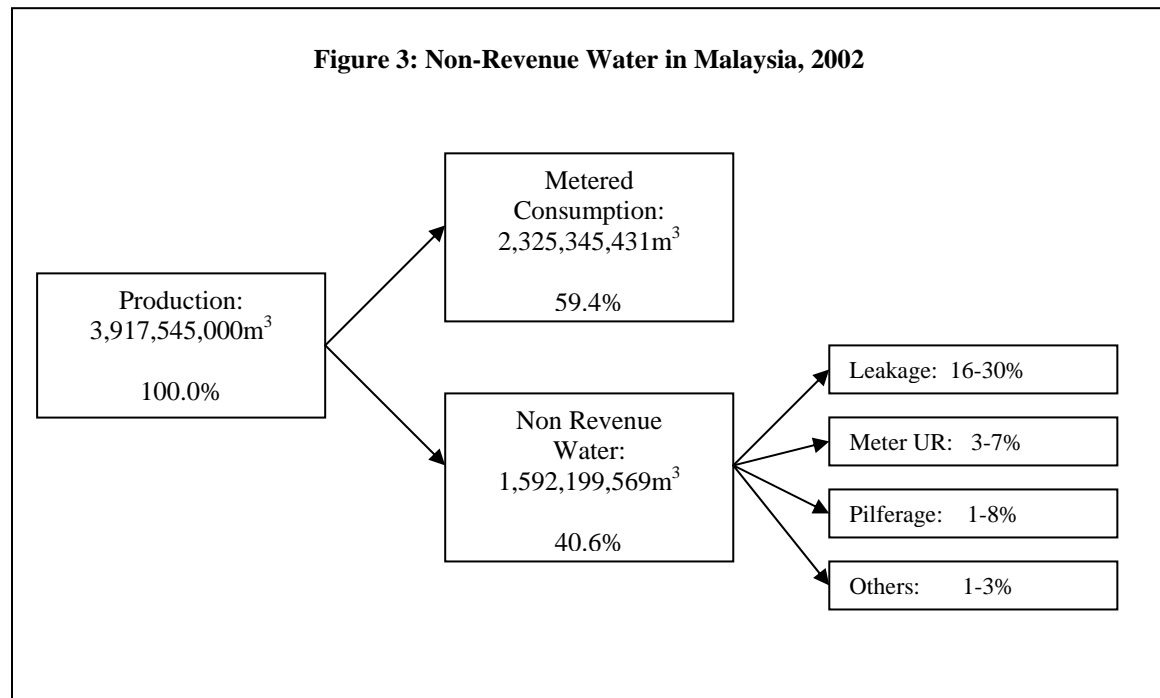 Figure 3: Non-Revenue Water in Malaysia, 2002
Metered
Consumption:
2,325,345,431m³
59.4%
Production:
3,917,545,000m³
100.0%
Non Revenue
Water:
1,592,199,569m³
40.6%
Leakage: 16-30%
Meter UR: 3-7%
Pilferage: 1-8%
Others: 1-3%